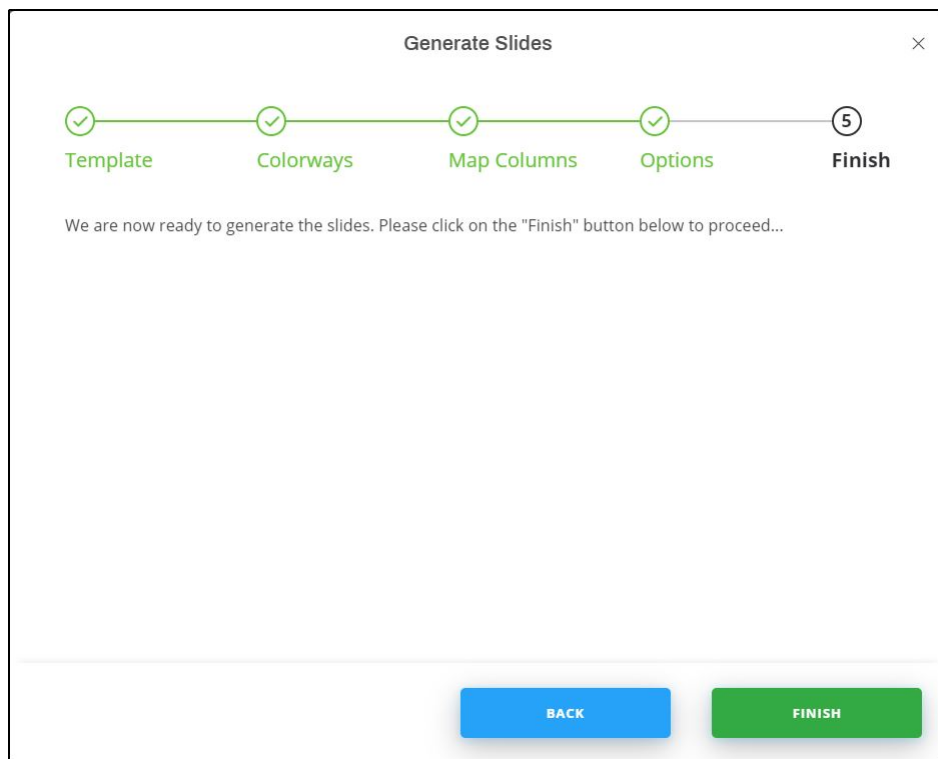 Generate Slides
5
Template Colorways Map Columns Options Finish
We are now ready to generate the slides. Please click on the "Finish" button below to proceed...
BACK FINISH